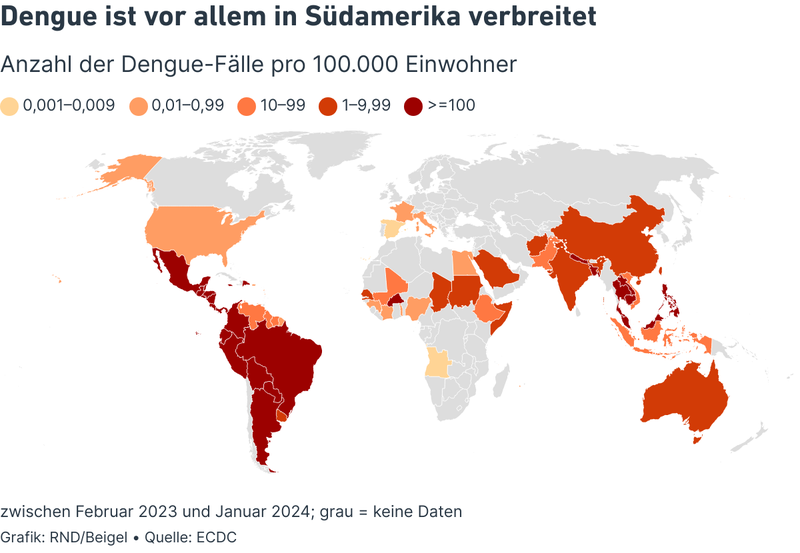 Dengue ist vor allem in Südamerika verbreitet
Anzahl der Dengue-Fälle pro 100.000 Einwohner
0,001–0,009 0,01–0,99 10–99 1–9,99 >=100
zwischen Februar 2023 und Januar 2024; grau = keine Daten
Grafik: RND/Beigel • Quelle: ECDC